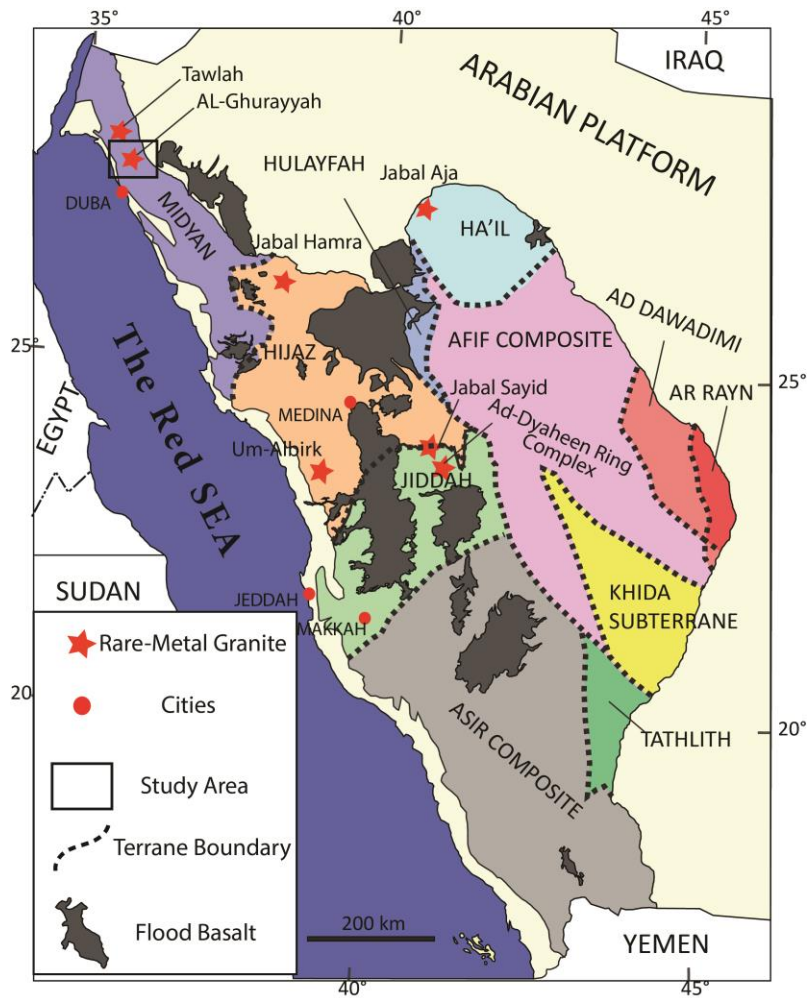 35°
40°
45°
IRAQ
ARABIAN PLATFORM
Tawlah
AL-Ghurayyah
HULAYFAH
Jabal Aja
DUBA
MIDYAN
HA'IL
Jabal Hamra
AD DAWADIMI
The Red SEA
25°
AFIF COMPOSITE
HIJAZ
25°
AR RAYN
Jabal Sayid
MEDINA
Ad-Dyaheen Ring
Complex
EGYPT
Um-Albirk
JIDDAH
SUDAN
JEDDAH
KHIDA
SUBTERRANE
MAKKAH
Rare-Metal Granite
20
Cities
20°
ASIR COMPOSITE
TATHLITH
Study Area
Terrane Boundary
Flood Basalt
200 km
YEMEN
40°
45°